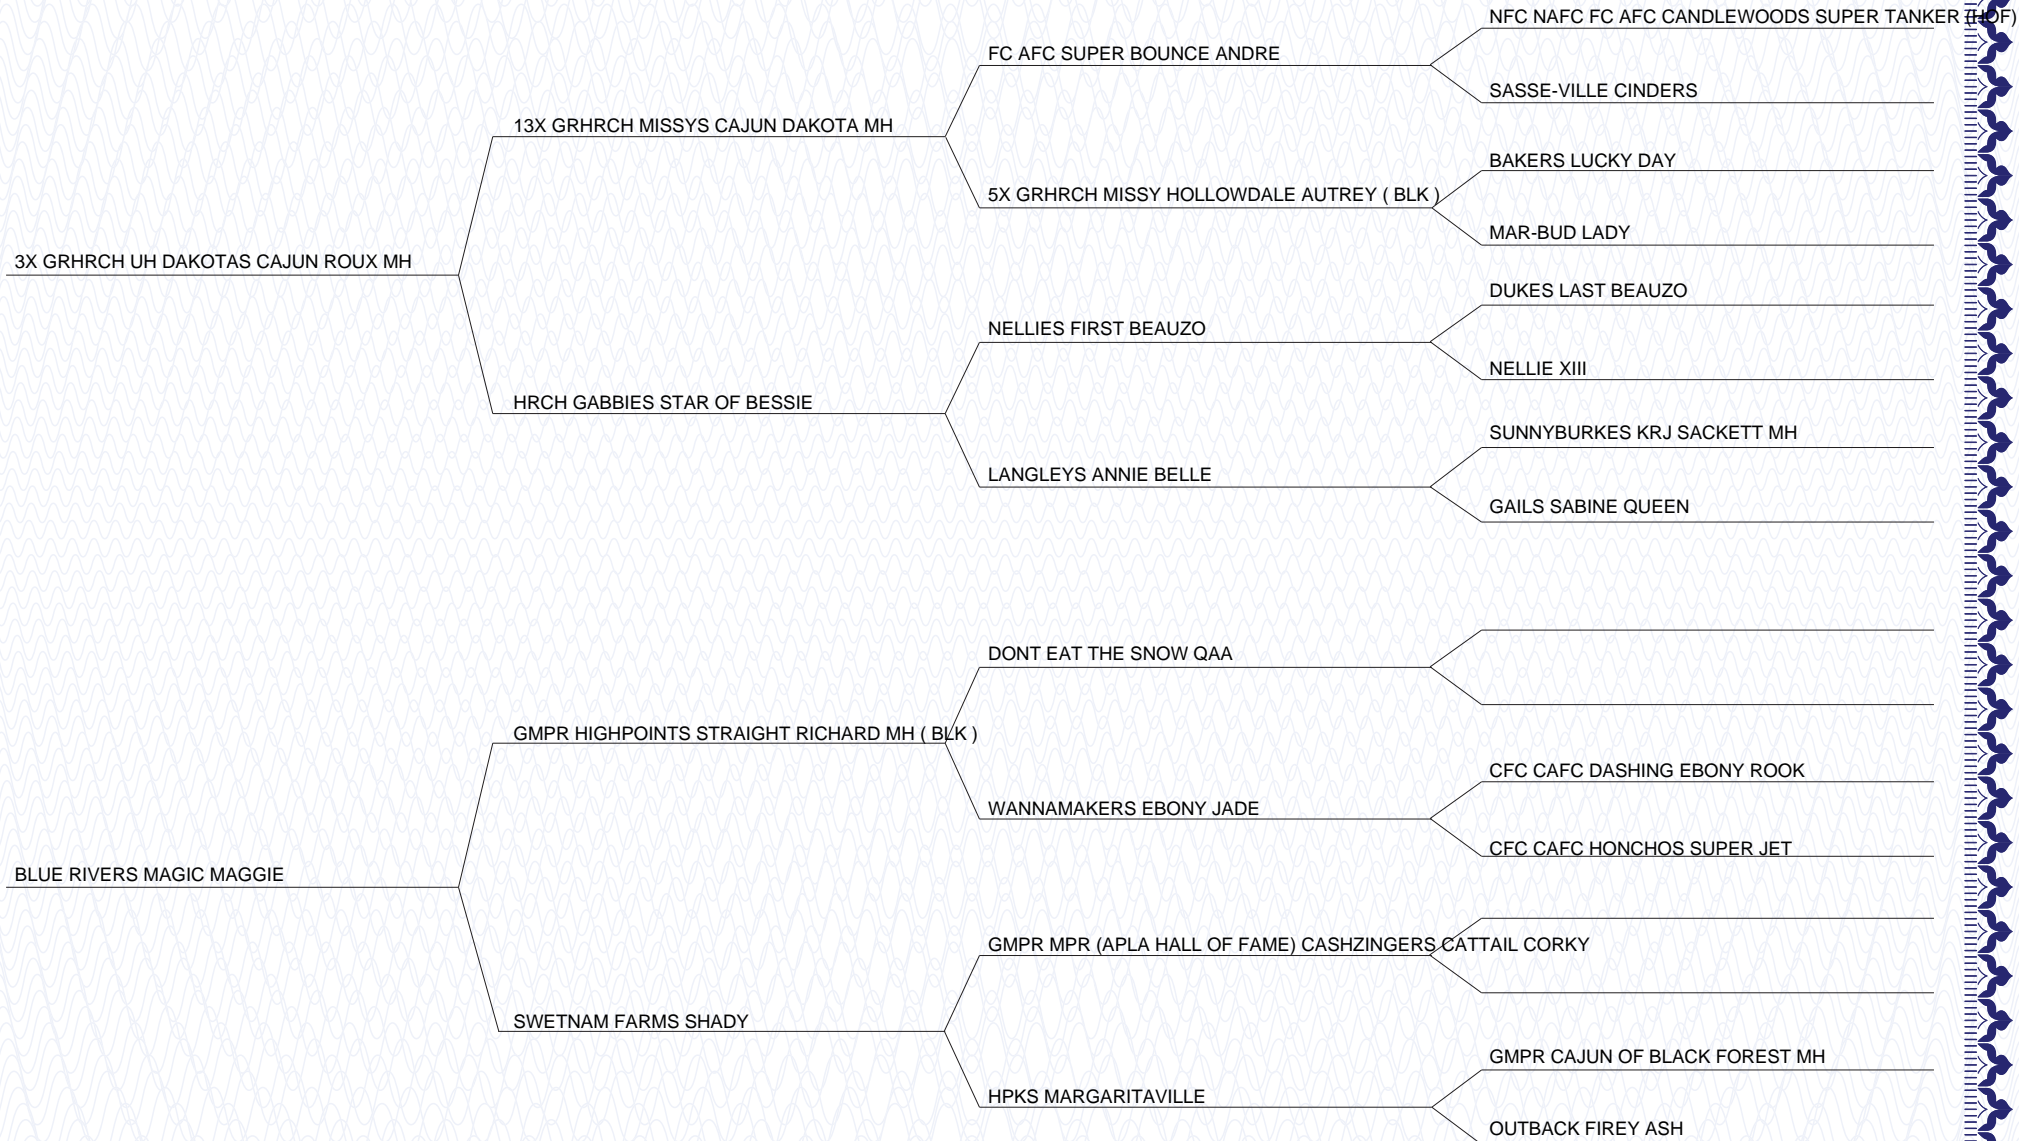 NFC NAFC FC AFC CANDLEWOODS SUPER TANKER (HOF)
FC AFC SUPER BOUNCE ANDRE
SASSE-VILLE CINDERS
13X GRHRCH MISSYS CAJUN DAKOTA MH
BAKERS LUCKY DAY
5X GRHRCH MISSY HOLLOWDALE AUTREY ( BLK )
MAR-BUD LADY
3X GRHRCH UH DAKOTAS CAJUN ROUX MH
DUKES LAST BEAUZO
NELLIES FIRST BEAUZO
NELLIE XIII
HRCH GABBIES STAR OF BESSIE
SUNNYBURKES KRJ SACKETT MH
LANGLEYS ANNIE BELLE
GAILS SABINE QUEEN
DONT EAT THE SNOW QAA
GMPR HIGHPOINTS STRAIGHT RICHARD MH ( BLK )
CFC CAFC DASHING EBONY ROOK
WANNAMAKERS EBONY JADE
CFC CAFC HONCHOS SUPER JET
BLUE RIVERS MAGIC MAGGIE
GMPR MPR (APLA HALL OF FAME) CASHZINGERS CATTAIL CORKY
SWETNAM FARMS SHADY
GMPR CAJUN OF BLACK FOREST MH
HPKS MARGARITAVILLE
OUTBACK FIREY ASH